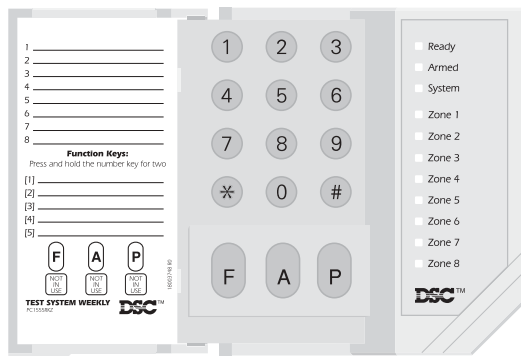 1
2
3
4
5
6
7
8
Function Keys:
Press and hold the number key for two
[1]
[2]
[3]
[4]
[5]
F A P
NOT IN USE NOT IN USE NOT IN USE
TEST SYSTEM WEEKLY
PC1555RKZ
DSC™
1 2 3
4 5 6
7 8 9
* 0 #
F A P
Ready
Armed
System
Zone 1
Zone 2
Zone 3
Zone 4
Zone 5
Zone 6
Zone 7
Zone 8
DSC™